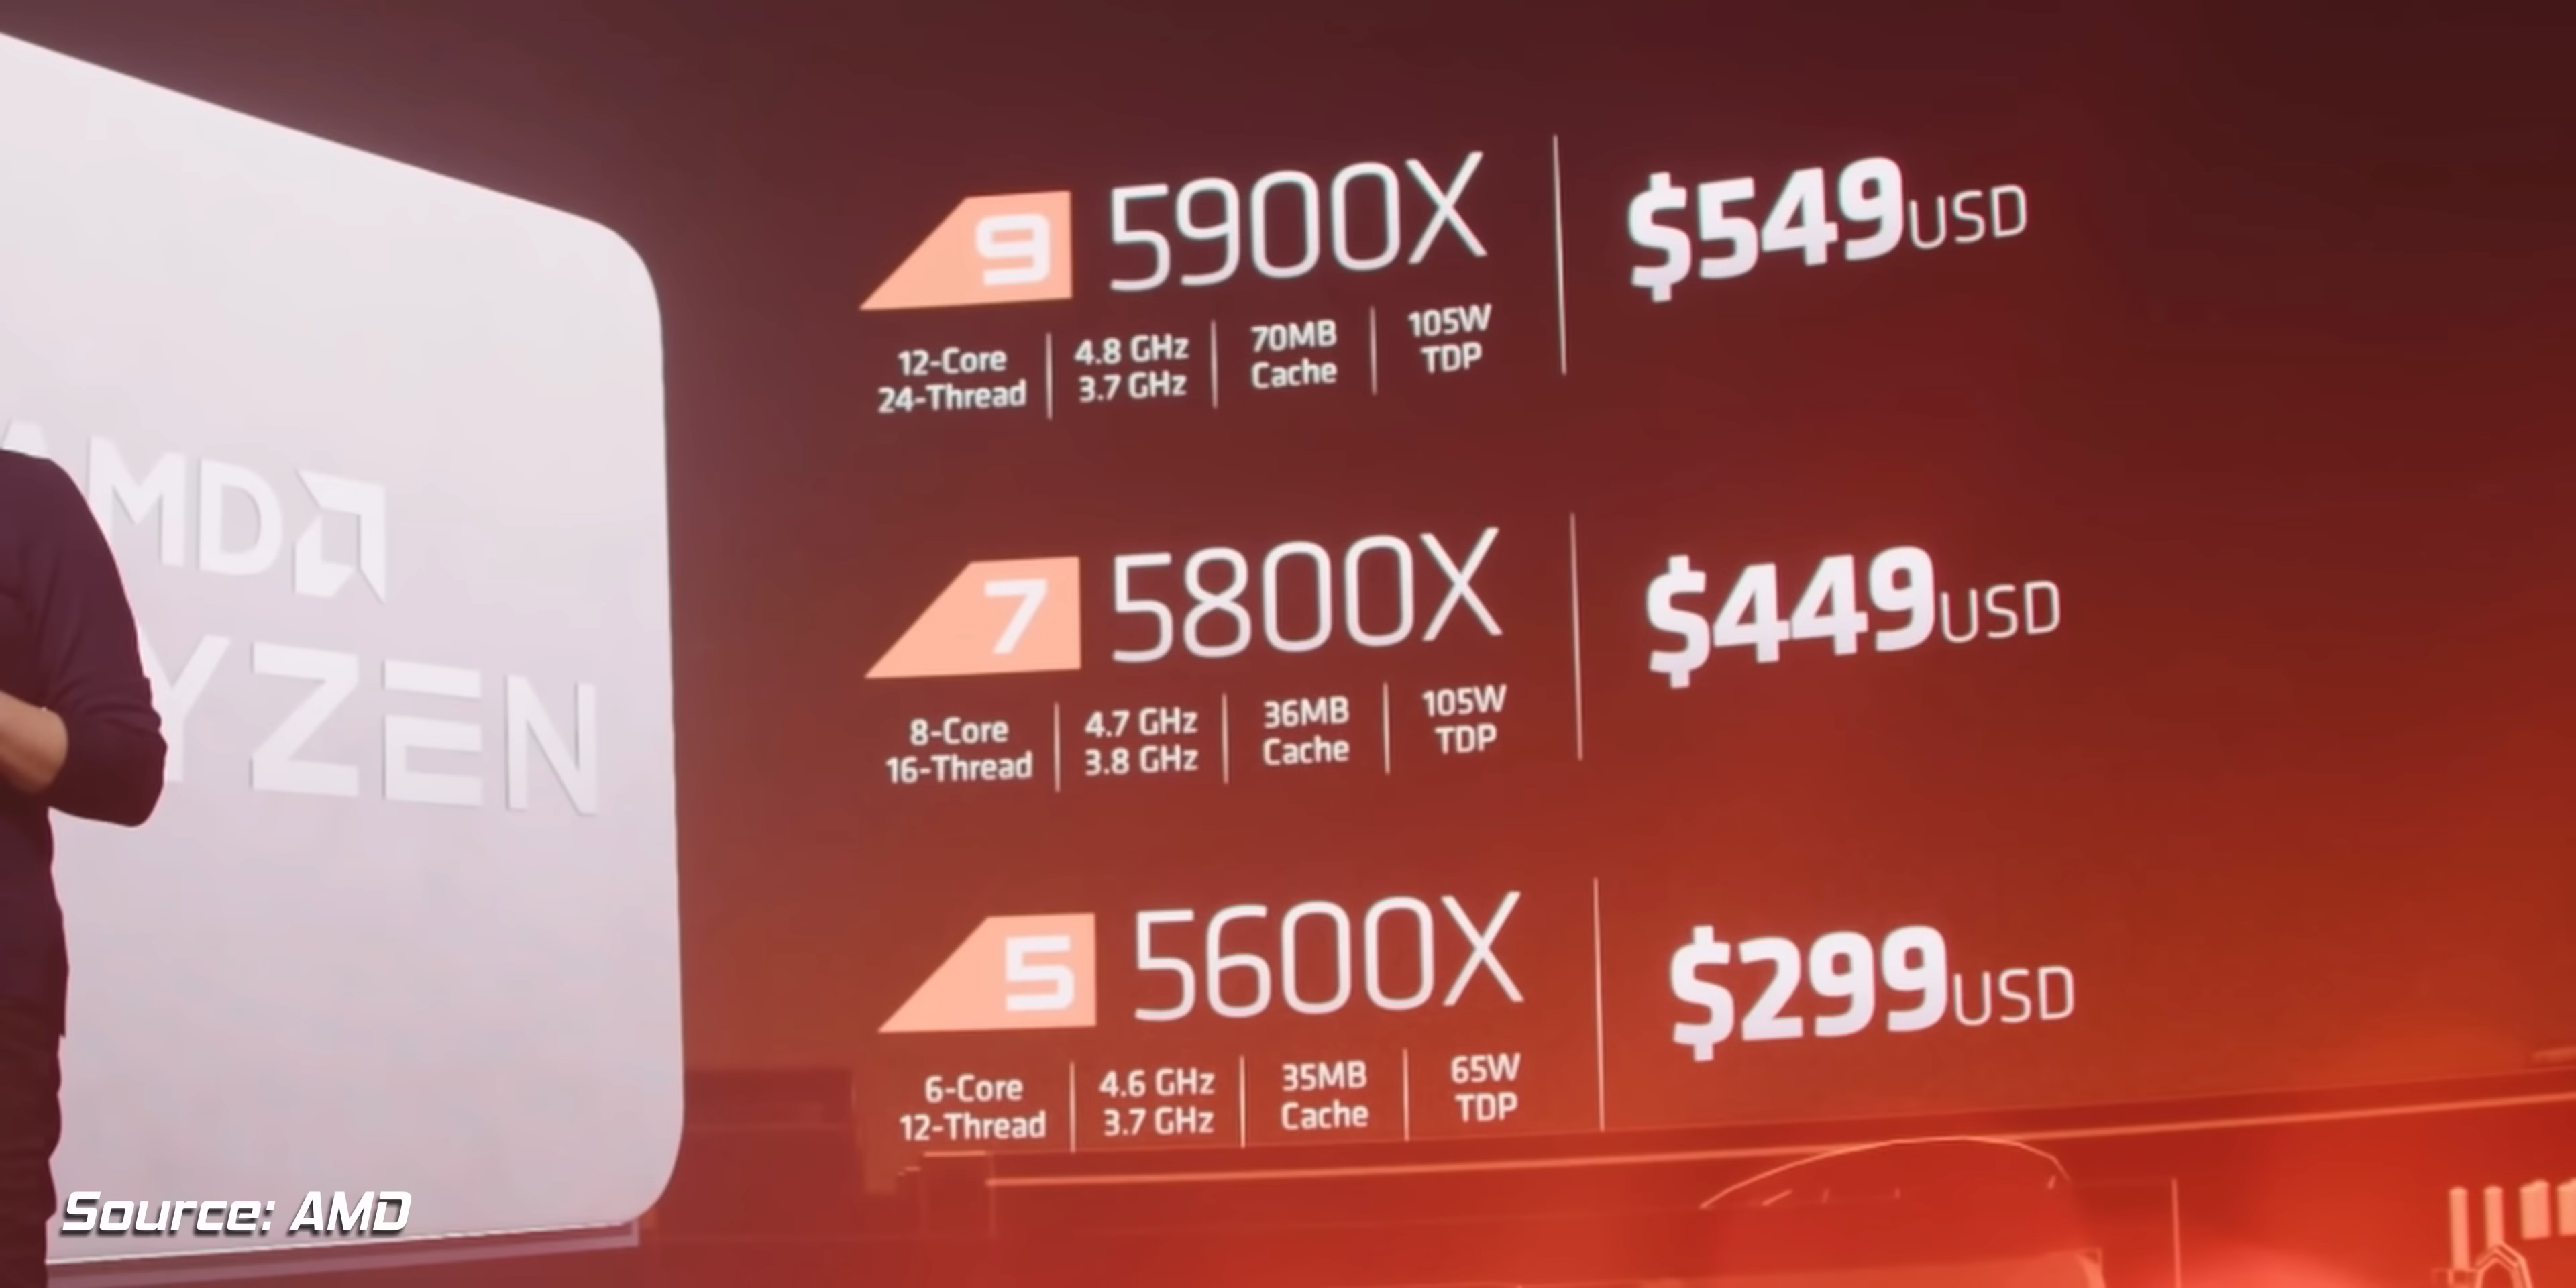 AMD
YZEN
9 5900X
$549USD
12-Core
24-Thread
4.8 GHz
3.7 GHz
70MB
Cache
105W
TDP
7 5800X
$449USD
8-Core
16-Thread
4.7 GHz
3.8 GHz
36MB
Cache
105W
TDP
5 5600X
$299USD
6-Core
12-Thread
4.6 GHz
3.7 GHz
35MB
Cache
65W
TDP
Source: AMD